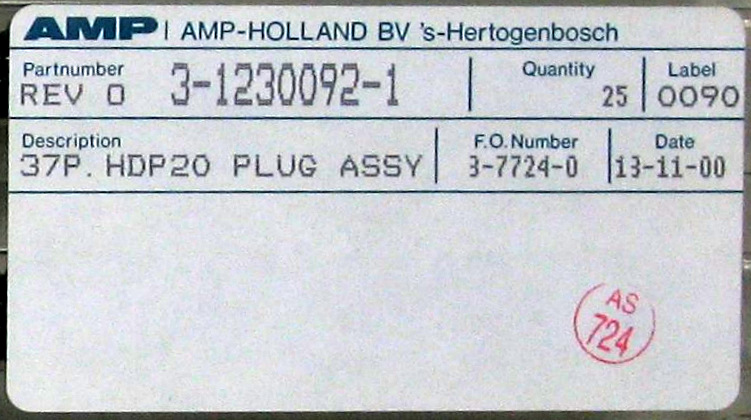 AMP | AMP-HOLLAND BV 's-Hertogenbosch
Partnumber Quantity Label
REV 0 3-1230092-1 25 0090
Description F.O. Number Date
37P. HDP20 PLUG ASSY 3-7724-0 13-11-00
AS
724